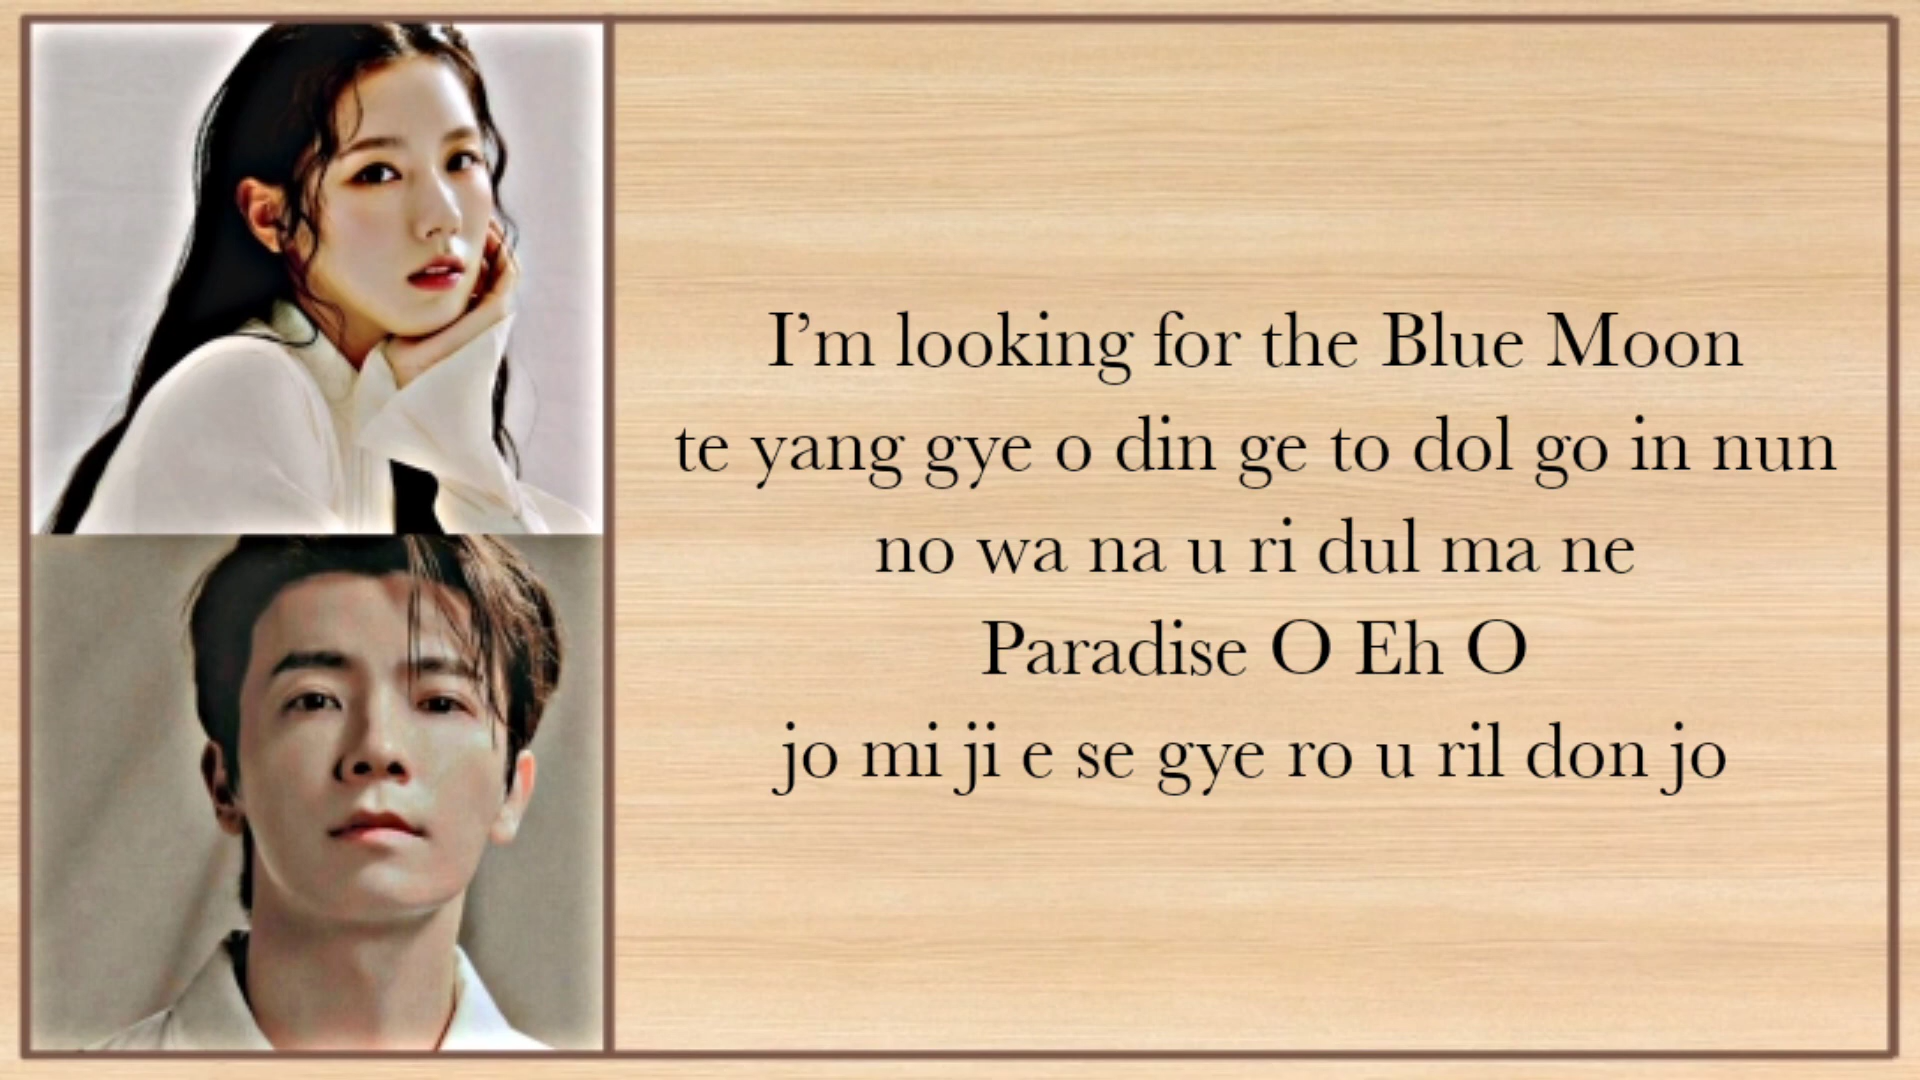 I’m looking for the Blue Moon
te yang gye o din ge to dol go in nun
no wa na u ri dul ma ne
Paradise O Eh O
jo mi ji e se gye ro u ril don jo